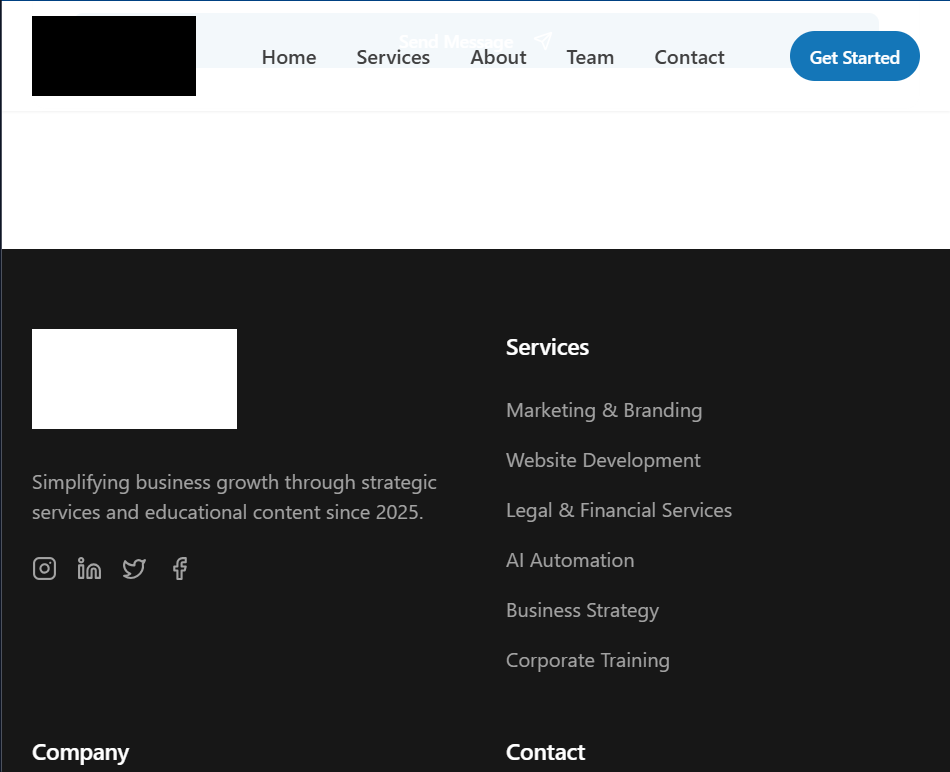 Send Message
Home Services About Team Contact Get Started
Services
Marketing & Branding
Website Development
Legal & Financial Services
AI Automation
Business Strategy
Corporate Training
Simplifying business growth through strategic
services and educational content since 2025.
Company
Contact